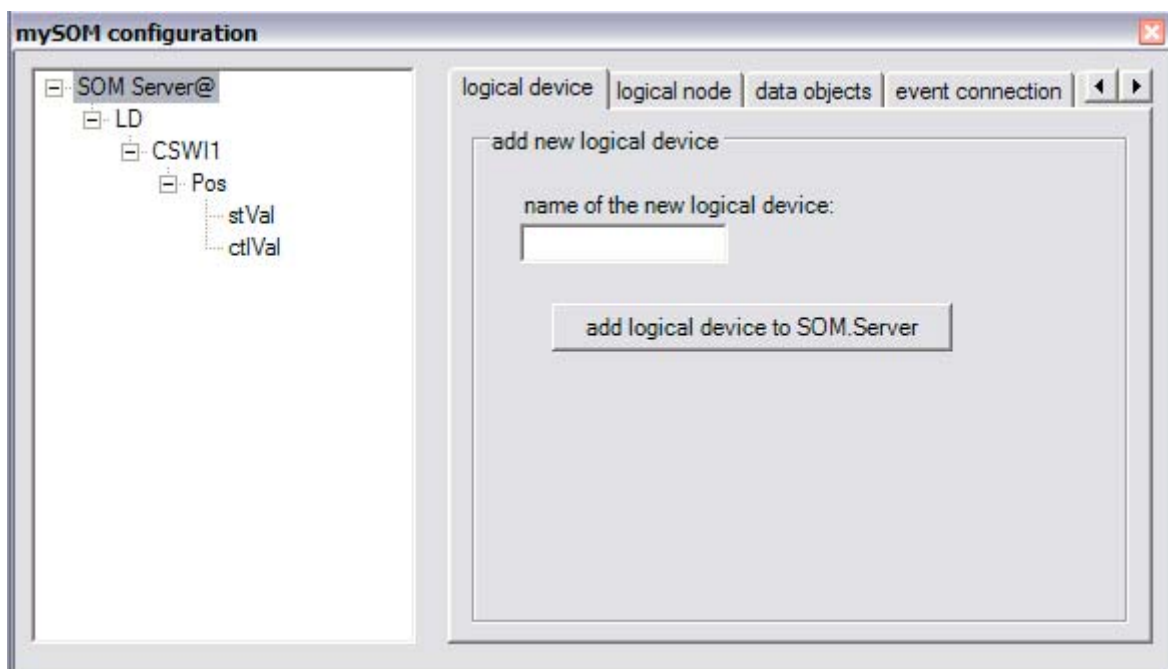 mySOM configuration
SOM Server@
LD
CSWI1
Pos
stVal
ctlVal
logical device logical node data objects event connection
add new logical device
name of the new logical device:
add logical device to SOM.Server